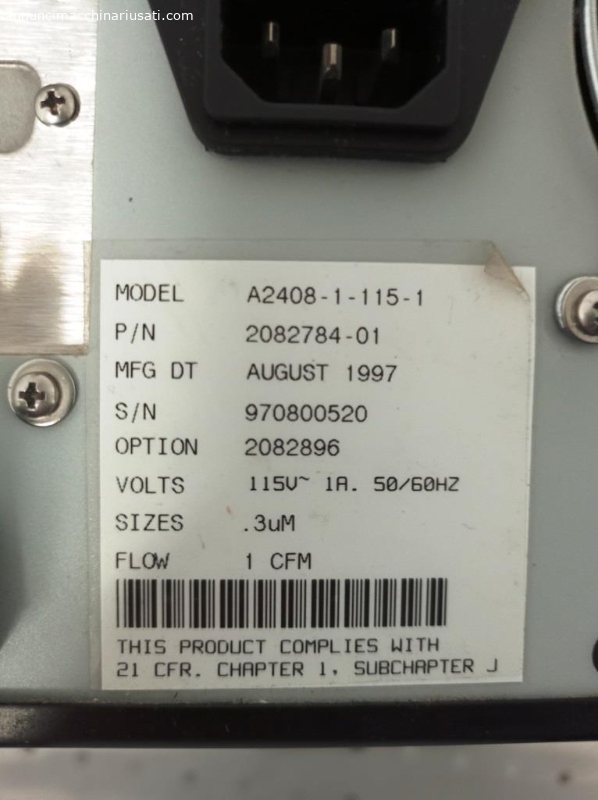 MODEL A2408-1-115-1
P/N 2082784-01
MFG DT AUGUST 1997
S/N 970800520
OPTION 2082896
VOLTS 115V~ 1A. 50/60HZ
SIZES .3uM
FLOW 1 CFM
THIS PRODUCT COMPLIES WITH
21 CFR. CHAPTER 1. SUBCHAPTER J